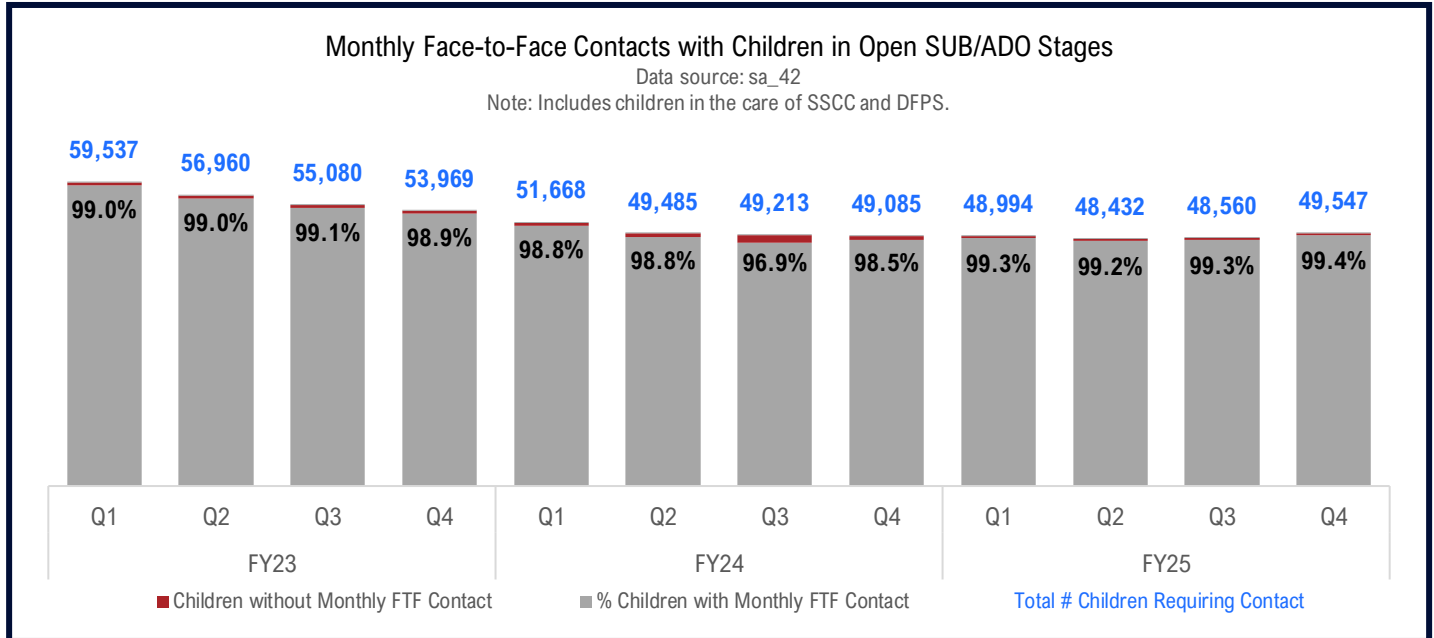 Monthly Face-to-Face Contacts with Children in Open SUB/ADO Stages
Data source: sa_42
Note: Includes children in the care of SSCC and DFPS.
59,537 56,960 55,080 53,969 51,668 49,485 49,213 49,085 48,994 48,432 48,560 49,547
99.0% 99.0% 99.1% 98.9% 98.8% 98.8% 96.9% 98.5% 99.3% 99.2% 99.3% 99.4%
Q1 Q2 Q3 Q4 Q1 Q2 Q3 Q4 Q1 Q2 Q3 Q4
FY23 FY24 FY25
Children without Monthly FTF Contact % Children with Monthly FTF Contact Total # Children Requiring Contact